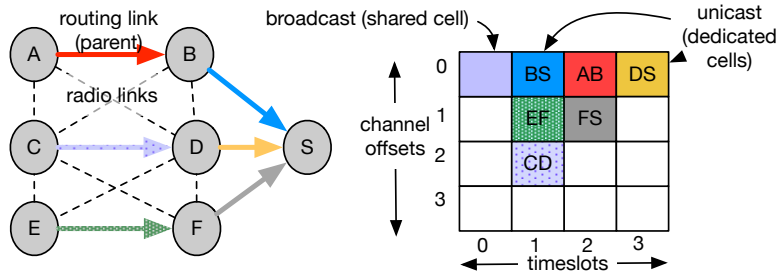 routing link
(parent)
A
B
radio links
C
D
S
E
F
broadcast (shared cell)
unicast
(dedicated
cells)
channel
offsets
0
BS
AB
DS
1
EF
FS
2
CD
3
0
1
2
3
timeslots